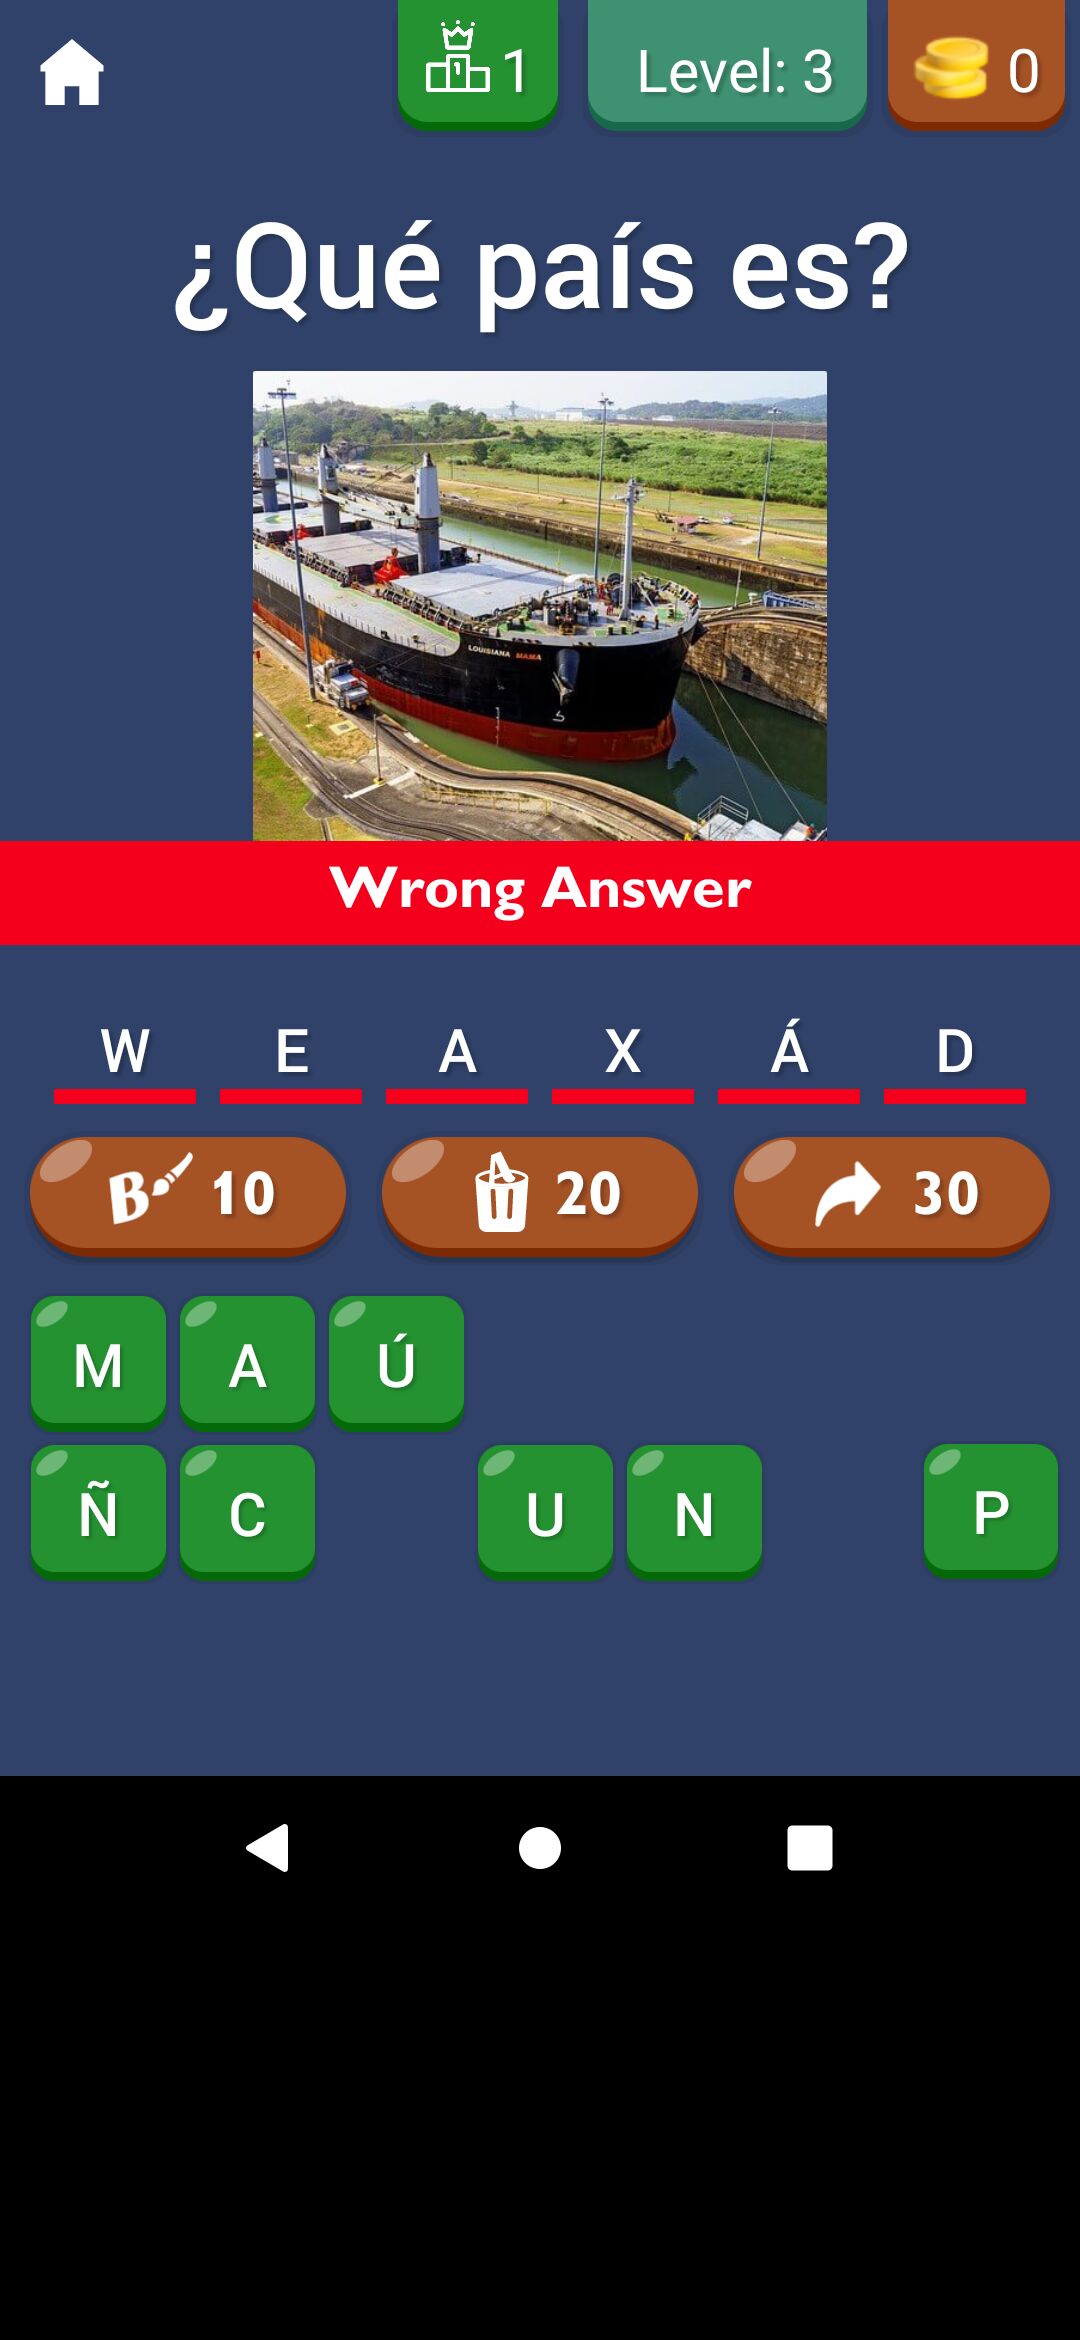 1 Level: 3 0
¿Qué país es?
LOUISIANA MAMA
Wrong Answer
W E A X Á D
B 10 20 30
M A Ú
Ñ C U N P